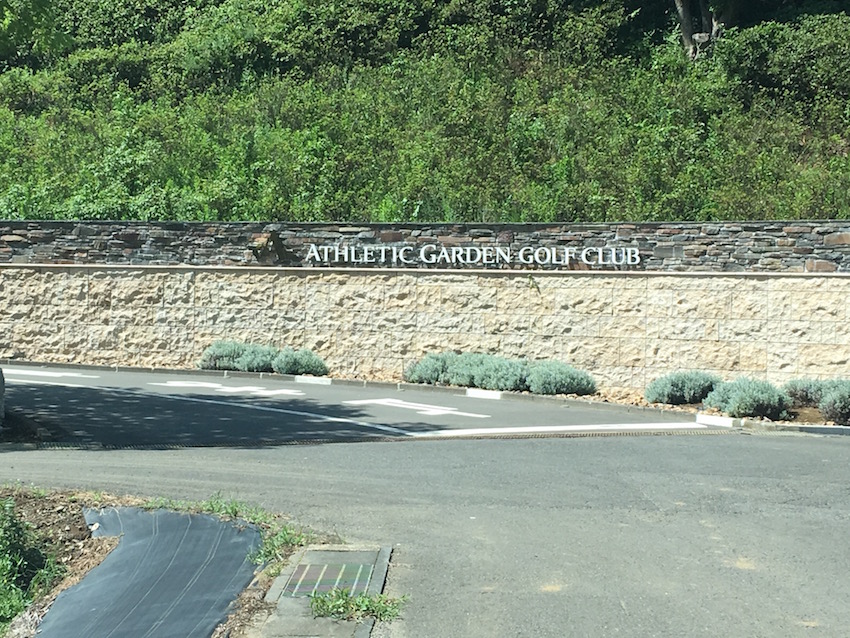 ATHLETIC GARDEN GOLF CLUB